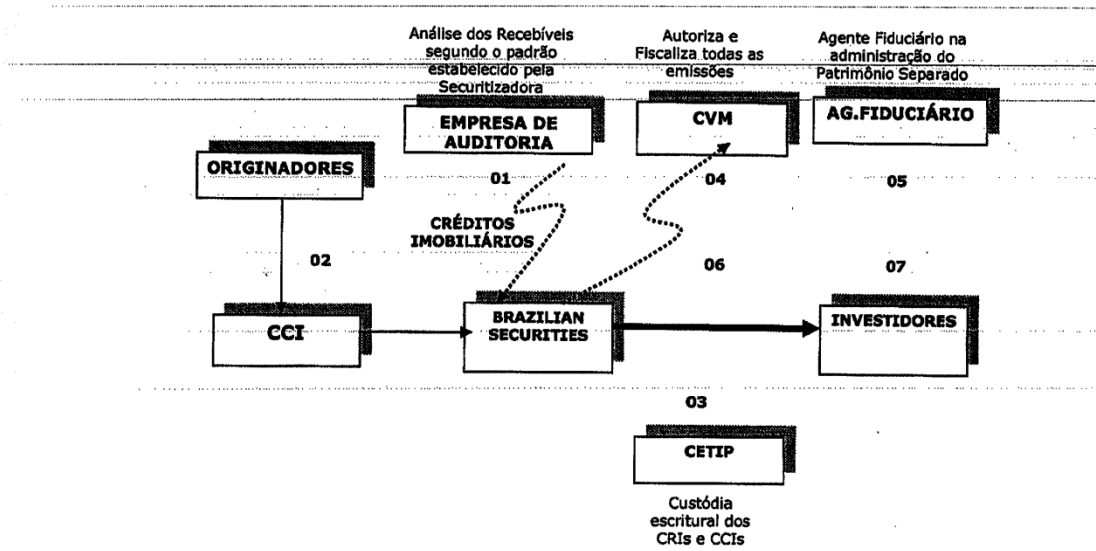 Análise dos Recebíveis
segundo o padrão
estabelecido pela
Securitizadora
Autoriza e
Fiscaliza todas as
emissões
Agente Fiduciário na
administração do
Patrimônio Separado
EMPRESA DE
AUDITORIA
CVM
AG.FIDUCIÁRIO
ORIGINADORES
01
04
05
CRÉDITOS
IMOBILIÁRIOS
02
06
07
CCI
BRAZILIAN
SECURITIES
INVESTIDORES
03
CETIP
Custódia
escritural dos
CRIs e CCIs